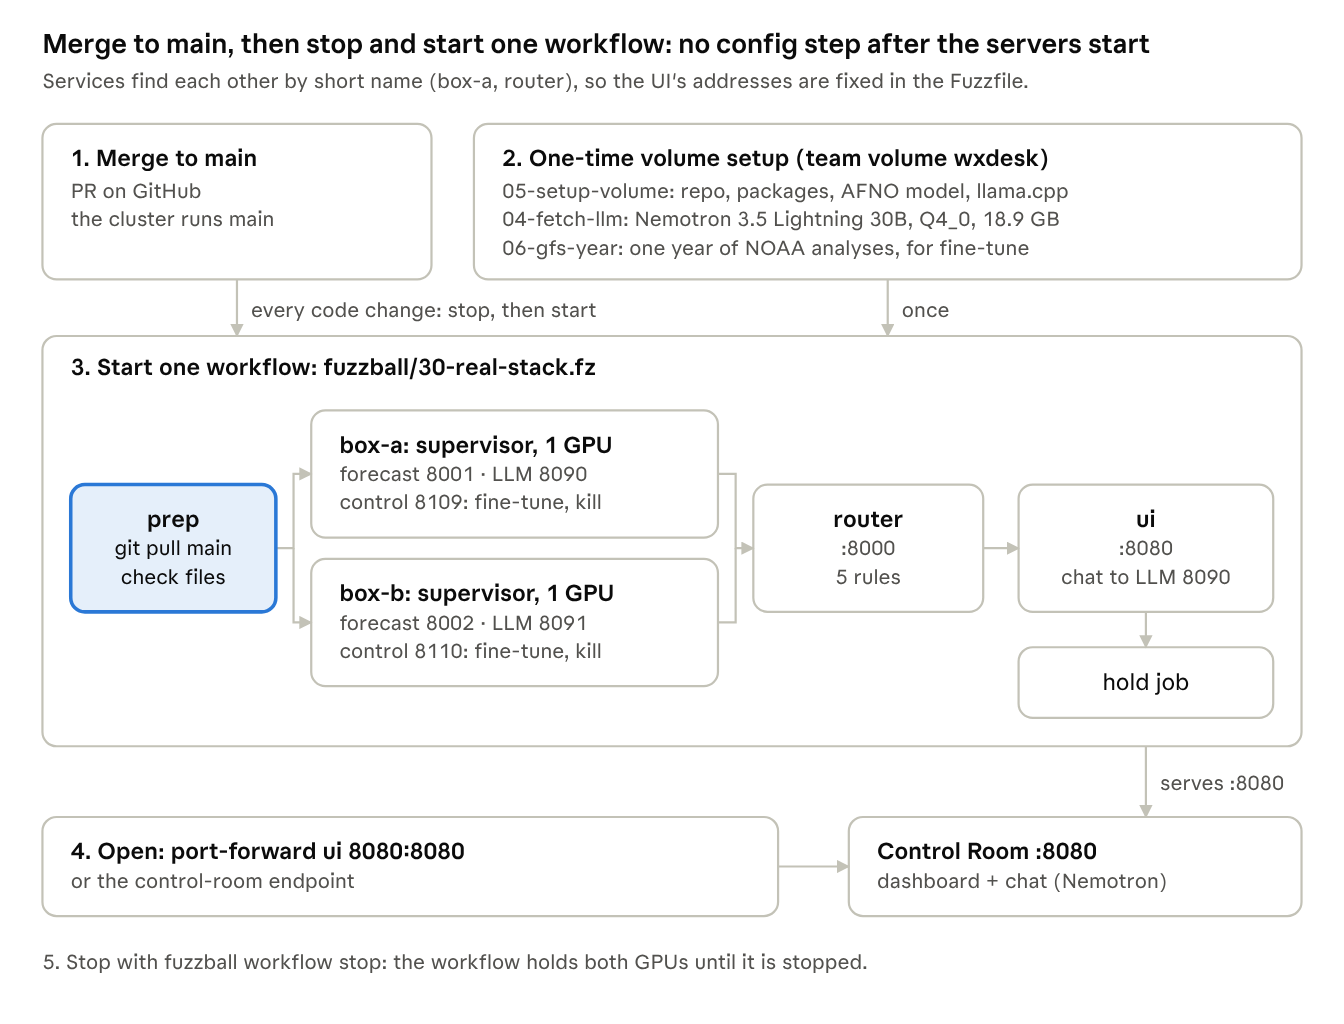 Merge to main, then stop and start one workflow: no config step after the servers start
Services find each other by short name (box-a, router), so the UI's addresses are fixed in the Fuzzfile.
1. Merge to main
PR on GitHub
the cluster runs main
2. One-time volume setup (team volume wxdesk)
05-setup-volume: repo, packages, AFNO model, llama.cpp
04-fetch-llm: Nemotron 3.5 Lightning 30B, Q4_0, 18.9 GB
06-gfs-year: one year of NOAA analyses, for fine-tune
every code change: stop, then start
once
3. Start one workflow: fuzzball/30-real-stack.fz
prep
git pull main
check files
box-a: supervisor, 1 GPU
forecast 8001 · LLM 8090
control 8109: fine-tune, kill
box-b: supervisor, 1 GPU
forecast 8002 · LLM 8091
control 8110: fine-tune, kill
router
:8000
5 rules
ui
:8080
chat to LLM 8090
hold job
serves :8080
4. Open: port-forward ui 8080:8080
or the control-room endpoint
Control Room :8080
dashboard + chat (Nemotron)
5. Stop with fuzzball workflow stop: the workflow holds both GPUs until it is stopped.